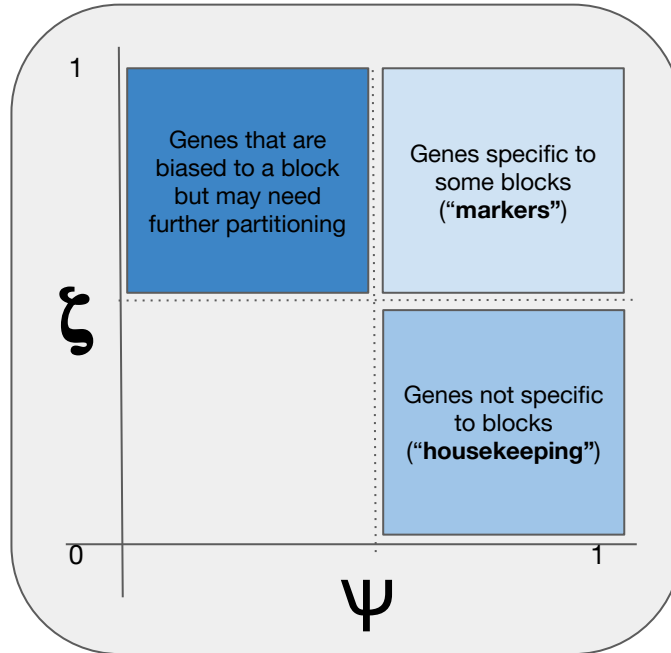 1
Genes that are
biased to a block
but may need
further partitioning
Genes specific to
some blocks
(“markers”)
ζ
Genes not specific
to blocks
(“housekeeping”)
0
1
Ψ